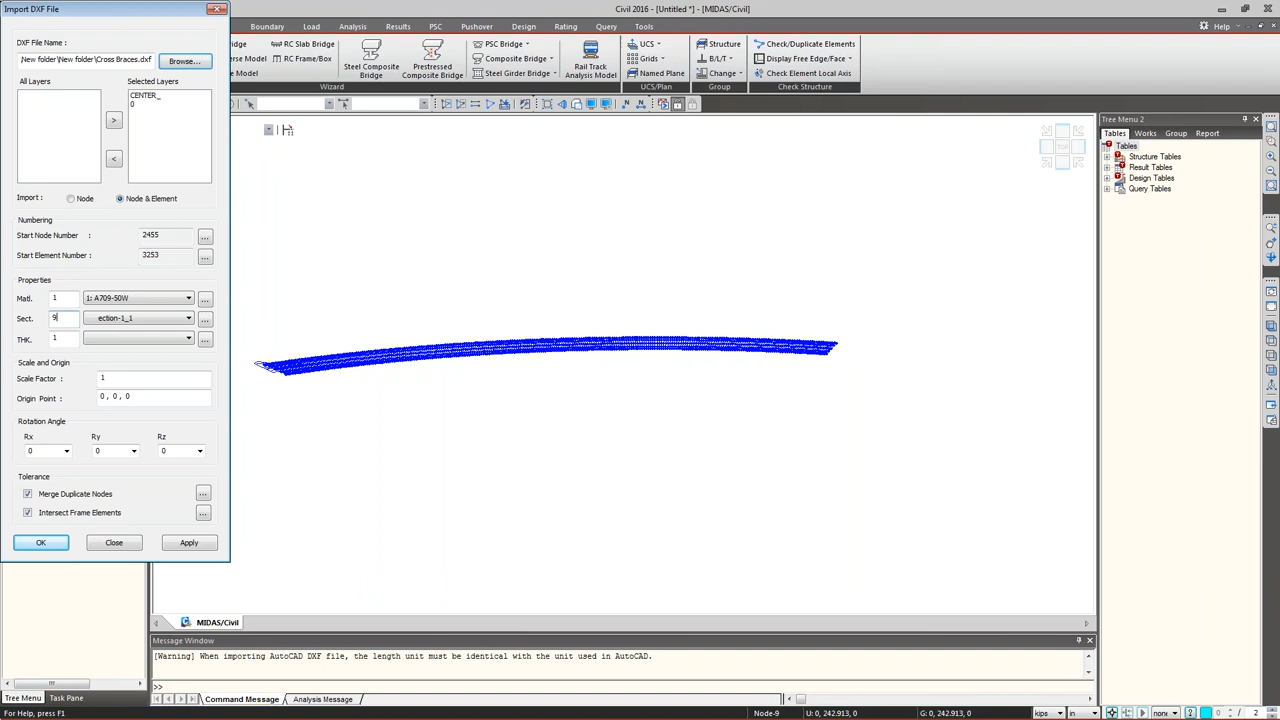 Import DXF File
Civil 2016 - [Untitled *] - [MIDAS/Civil]
Boundary Load Analysis Results Pushover Design Rating Query Tools
Help
DXF File Name :
New folder\New folder\Cross Braces.dxf
Browse...
All Layers
Selected Layers
CENTER_
0
>
<
Import :
Node
Node & Element
Numbering
Start Node Number :
2455
...
Start Element Number :
3253
...
Properties
Matl.
1
1: A709-50W
...
Sect.
9
ection-1_1
...
THK.
1
...
Scale and Origin
Scale Factor :
1
Origin Point :
0 , 0 , 0
Rotation Angle
Rx
Ry
Rz
0
0
0
Tolerance
Merge Duplicate Nodes
...
Intersect Frame Elements
...
OK
Close
Apply
ridge
RC Slab Bridge
ge
RC Frame/Box
e Model
Steel Composite
Bridge
Prestressed
Composite Bridge
PSC Bridge
Composite Bridge
Steel Girder Bridge
Wizard
Rail Track
Analysis Model
UCS
Grids
Named Plane
UCS/Plan
Structure
B/L/T
Change
Group
Check/Duplicate Elements
Display Free Edge/Face
Check Element Local Axis
Check Structure
TOP
Tree Menu 2
Tables Works Group Report
Tables
Structure Tables
Result Tables
Design Tables
Query Tables
MIDAS/Civil
Message Window
[Warning] When importing AutoCAD DXF file, the length unit must be identical with the unit used in AutoCAD.
>>
Command Message
Analysis Message
Tree Menu
Task Pane
For Help, press F1
Node-9
U: 0, 242.913, 0
G: 0, 242.913, 0
kips
in
none
0
/ 2